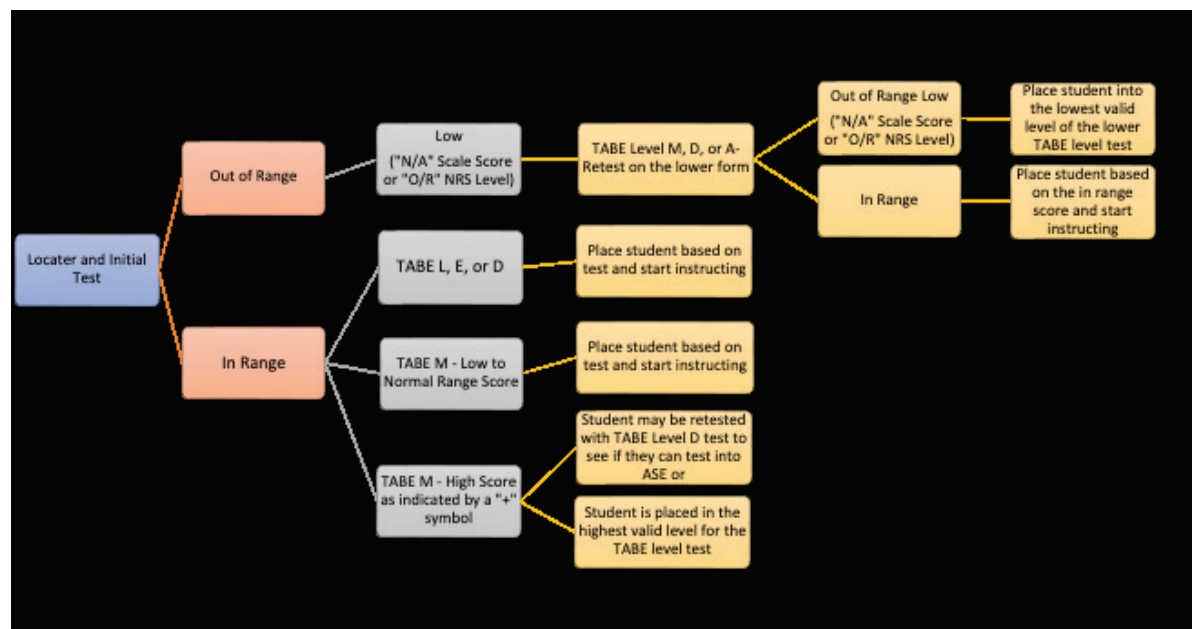 Locater and Initial
Test
Out of Range
Low
("N/A" Scale Score
or "O/R" NRS Level)
TABE Level M, D, or A-
Retest on the lower form
Out of Range Low
("N/A" Scale Score
or "O/R" NRS Level)
Place student into
the lowest valid
level of the lower
TABE level test
In Range
Place student based
on the in range
score and start
instructing
In Range
TABE L, E, or D
Place student based on
test and start instructing
TABE M - Low to
Normal Range Score
Place student based on
test and start instructing
TABE M - High Score
as indicated by a "+"
symbol
Student may be retested
with TABE Level D test to
see if they can test into
ASE or
Student is placed in the
highest valid level for the
TABE level test